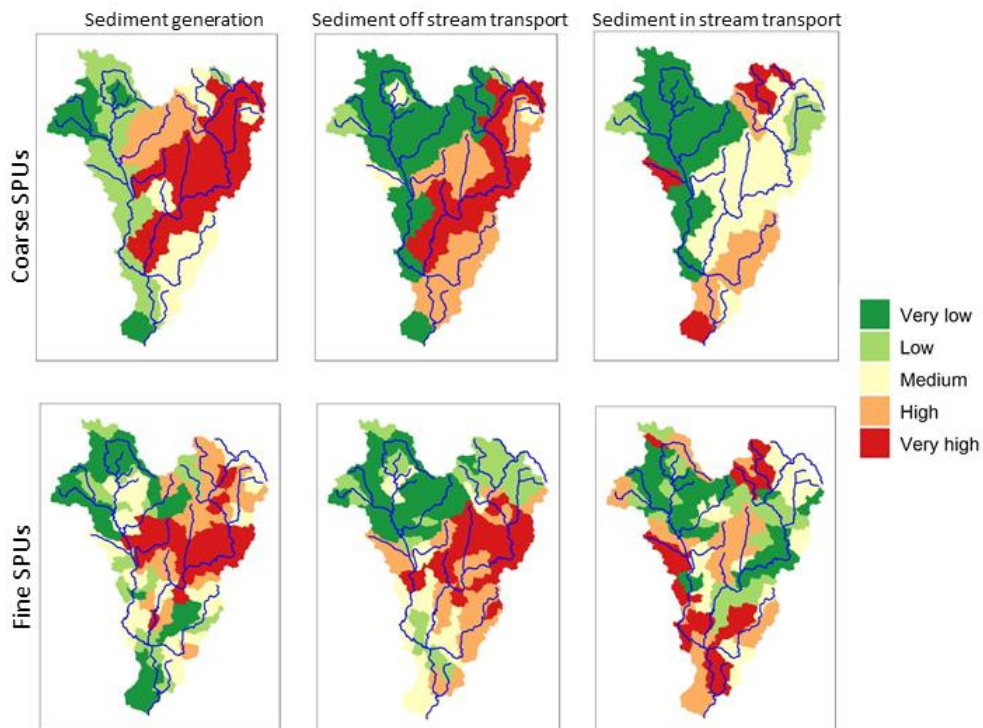 Sediment generation
Sediment off stream transport
Sediment in stream transport
Coarse SPUs
Fine SPUs
Very low
Low
Medium
High
Very high